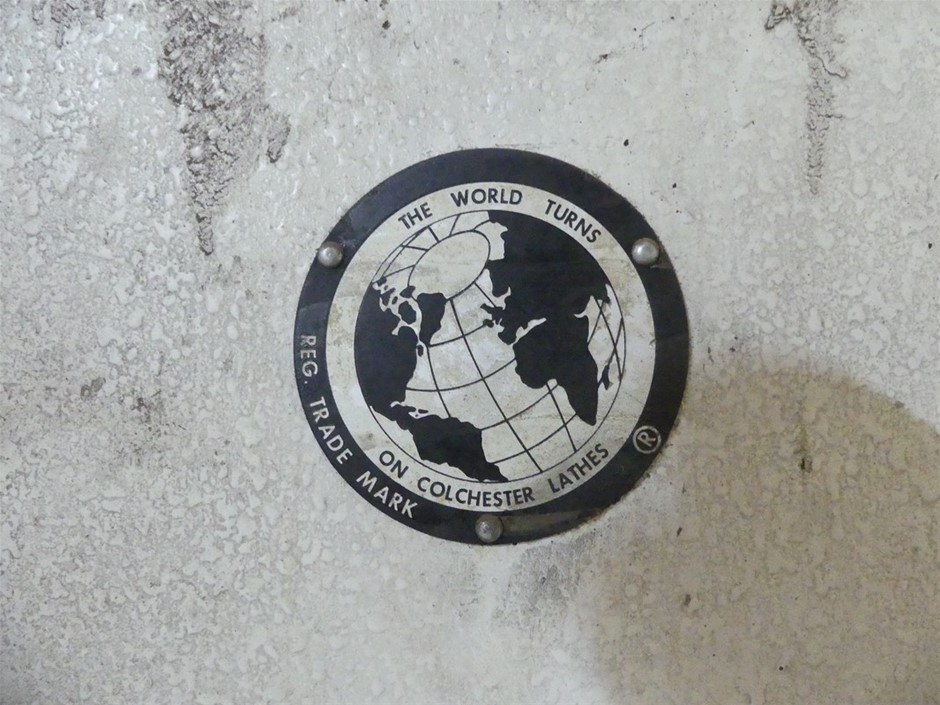 THE WORLD TURNS
ON COLCHESTER LATHES
REG. TRADE MARK
®